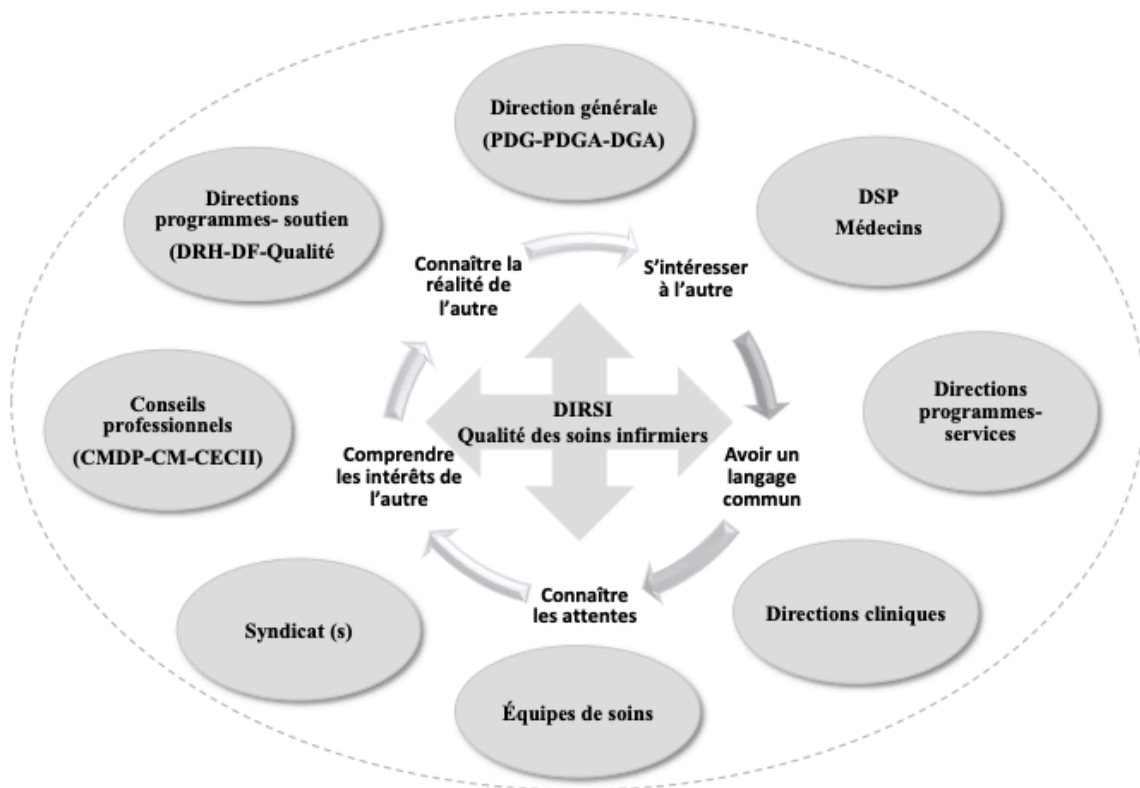 Direction générale
(PDG-PDGA-DGA)
DSP
Médecins
Directions
programmes- soutien
(DRH-DF-Qualité
Connaître la
réalité de
l’autre
S’intéresser
à l’autre
Directions
programmes-
services
Conseils
professionnels
(CMDP-CM-CECII)
DIRSI
Qualité des soins infirmiers
Comprendre
les intérêts de
l’autre
Avoir un
langage
commun
Connaître
les attentes
Syndicat (s)
Directions cliniques
Équipes de soins